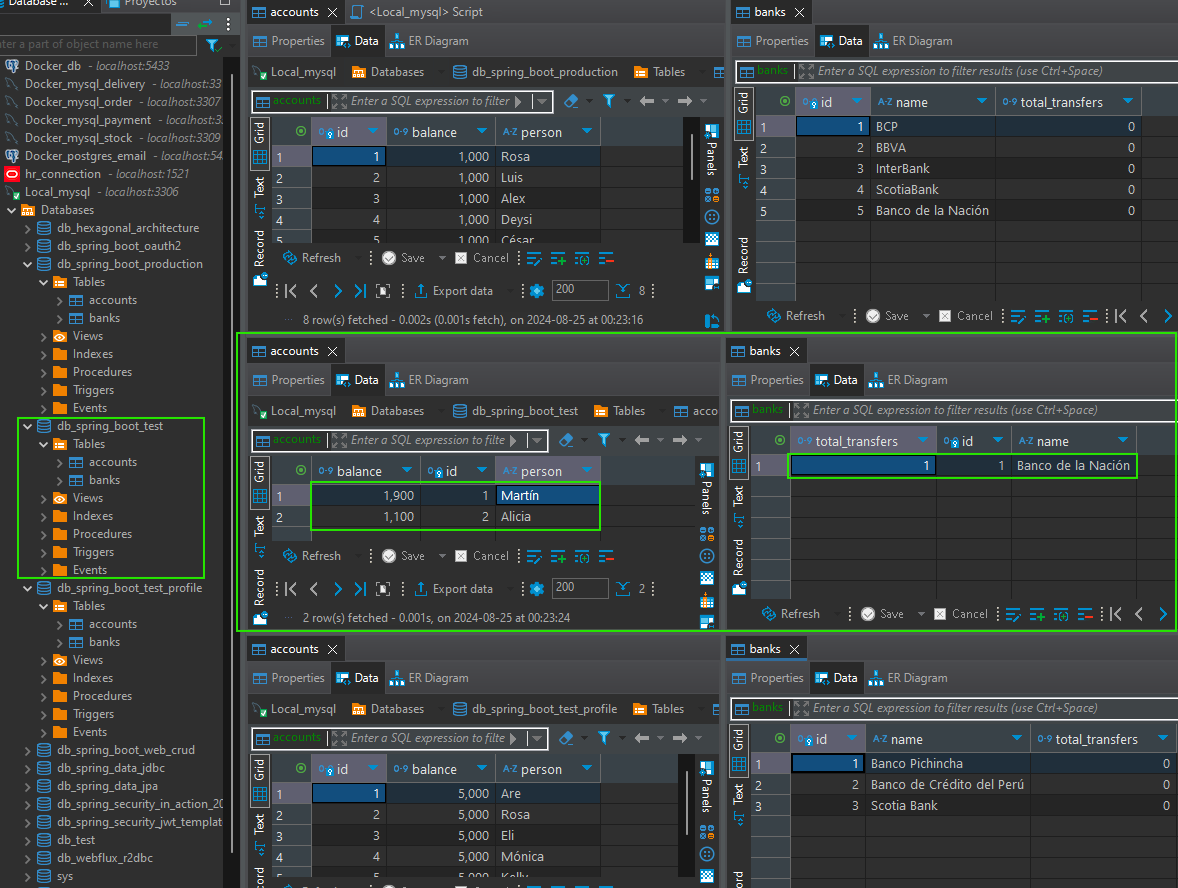 Database ...
Proyectos
enter a part of object name here
Docker_db - localhost:5433
Docker_mysql_delivery - localhost:33
Docker_mysql_order - localhost:3307
Docker_mysql_payment - localhost:
Docker_mysql_stock - localhost:3309
Docker_postgres_email - localhost:54
hr_connection - localhost:1521
Local_mysql - localhost:3306
Databases
db_hexagonal_architecture
db_spring_boot_oauth2
db_spring_boot_production
Tables
accounts
banks
Views
Indexes
Procedures
Triggers
Events
db_spring_boot_test
Tables
accounts
banks
Views
Indexes
Procedures
Triggers
Events
db_spring_boot_test_profile
Tables
accounts
banks
Views
Indexes
Procedures
Triggers
Events
db_spring_boot_web_crud
db_spring_data_jdbc
db_spring_data_jpa
db_spring_security_in_action_20
db_spring_security_jwt_templat
db_test
db_webflux_r2dbc
sys
accounts <Local_mysql> Script
Properties Data ER Diagram
Local_mysql Databases db_spring_boot_production Tables
accounts Enter a SQL expression to filter
Grid
Text
Record
Panels
id balance person
1 1 1,000 Rosa
2 2 1,000 Luis
3 3 1,000 Alex
4 4 1,000 Deysi
5 5 1,000 César
Refresh Save Cancel
Export data 200 8
8 row(s) fetched - 0.002s (0.001s fetch), on 2024-08-25 at 00:23:16
banks
Properties Data ER Diagram
banks Enter a SQL expression to filter results (use Ctrl+Space)
Grid
Text
Record
id name total_transfers
1 1 BCP 0
2 2 BBVA 0
3 3 InterBank 0
4 4 ScotiaBank 0
5 5 Banco de la Nación 0
Refresh Save Cancel
accounts
Properties Data ER Diagram
Local_mysql Databases db_spring_boot_test Tables acco
accounts Enter a SQL expression to filte
Grid
Text
Record
Panels
balance id person
1 1,900 1 Martín
2 1,100 2 Alicia
Refresh Save Cancel
Export data 200 2
2 row(s) fetched - 0.001s, on 2024-08-25 at 00:23:24
banks
Properties Data ER Diagram
banks Enter a SQL expression to filter results (use Ctrl+Space)
Grid
Text
Record
total_transfers id name
1 1 1 Banco de la Nación
Refresh Save Cancel
accounts
Properties Data ER Diagram
Local_mysql Databases db_spring_boot_test_profile Tables
accounts Enter a SQL expression to filte
Grid
Text
Panels
id balance person
1 1 5,000 Are
2 2 5,000 Rosa
3 3 5,000 Eli
4 4 5,000 Mónica
5 5 5,000 Kelly
banks
Properties Data ER Diagram
banks Enter a SQL expression to filter results (use Ctrl+Space)
Grid
Text
id name total_transfers
1 1 Banco Pichincha 0
2 2 Banco de Crédito del Perú 0
3 3 Scotia Bank 0